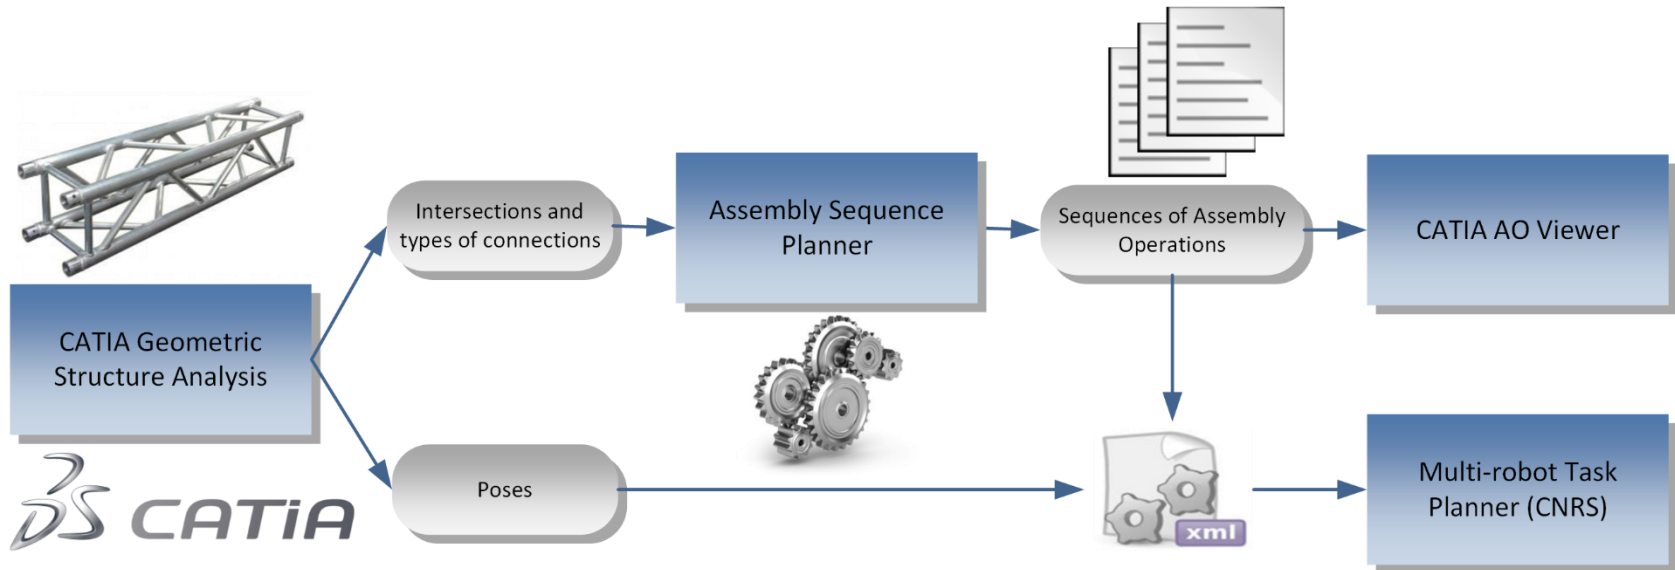 CATIA Geometric
Structure Analysis
DS CATiA
Intersections and
types of connections
Poses
Assembly Sequence
Planner
Sequences of Assembly
Operations
xml
CATIA AO Viewer
Multi-robot Task
Planner (CNRS)